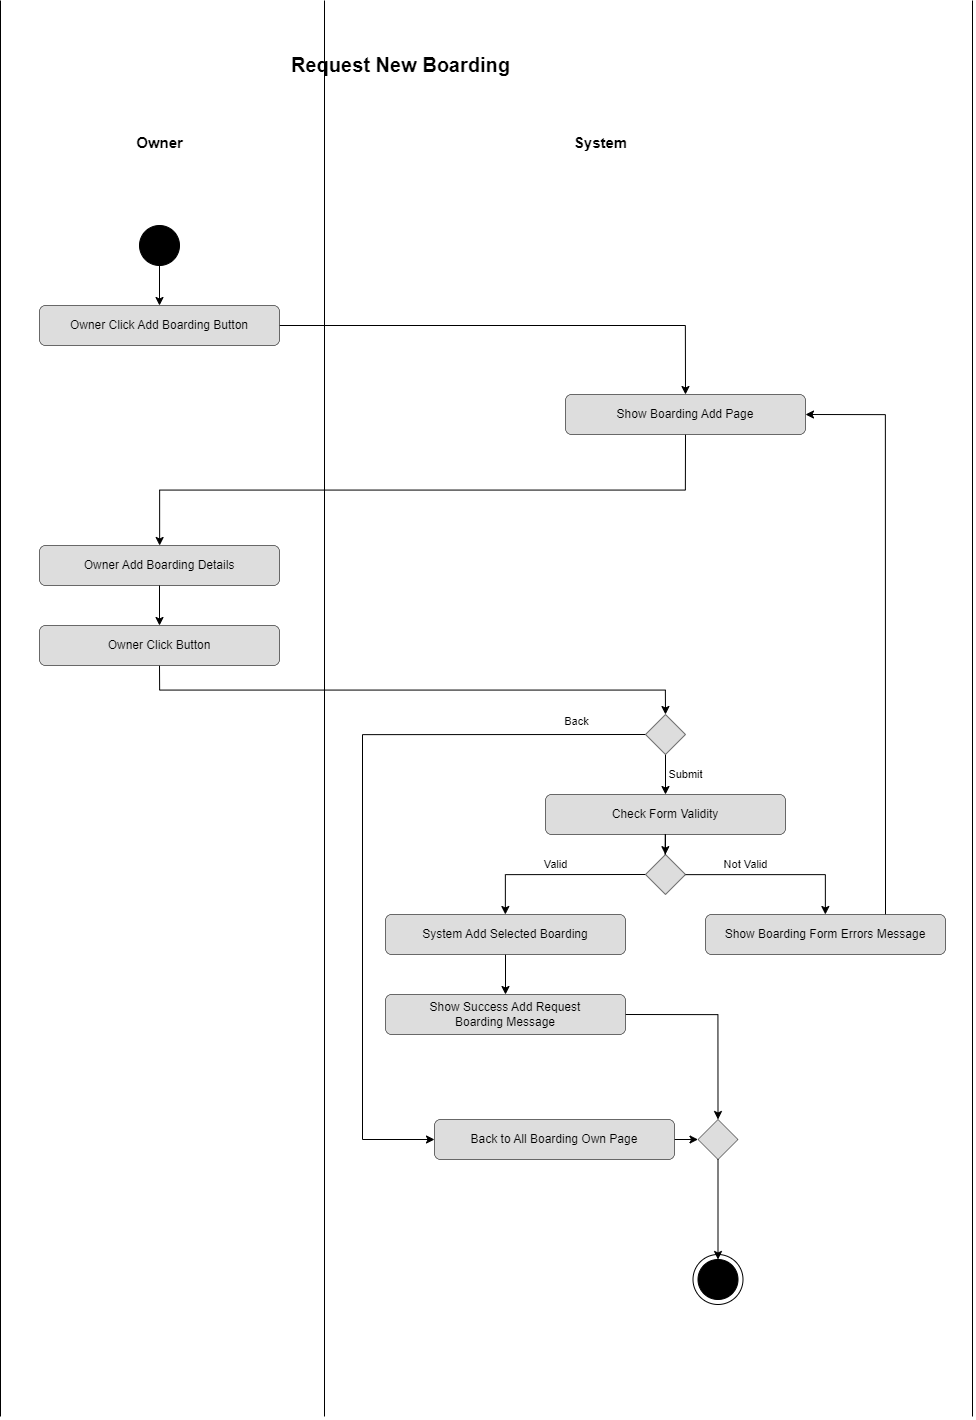 Request New Boarding
Owner
System
Owner Click Add Boarding Button
Show Boarding Add Page
Owner Add Boarding Details
Owner Click Button
Back
Submit
Check Form Validity
Valid
Not Valid
System Add Selected Boarding
Show Boarding Form Errors Message
Show Success Add Request
Boarding Message
Back to All Boarding Own Page